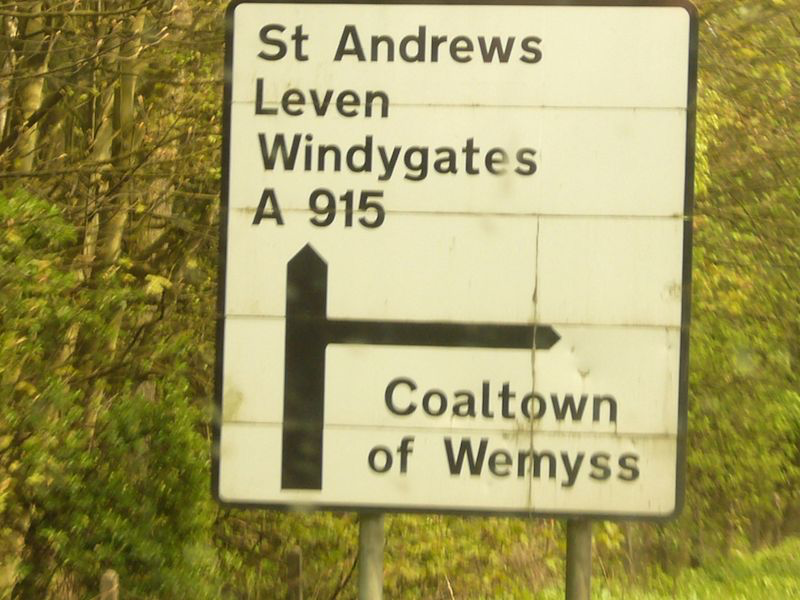 St Andrews
Leven
Windygates
A 915
Coaltown
of Wemyss